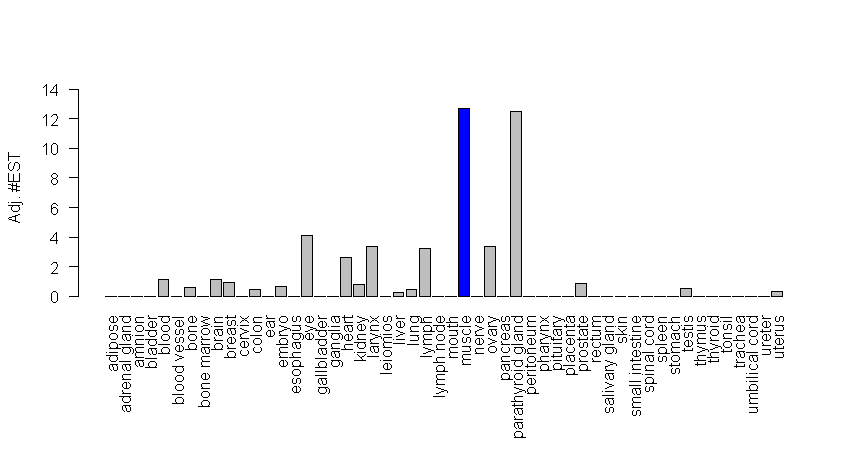 14
12
10
8
6
4
2
0
Adj. #EST
adipose
adrenal gland
amnion
bladder
blood
blood vessel
bone
bone marrow
brain
breast
cervix
colon
ear
embryo
esophagus
eye
gallbladder
ganglia
heart
kidney
larynx
leiomios
liver
lung
lymph
lymph node
mouth
muscle
nerve
ovary
pancreas
parathyroid gland
peritoneum
pharynx
pituitary
placenta
prostate
rectum
salivary gland
skin
small intestine
spinal cord
spleen
stomach
testis
thymus
thyroid
tonsil
trachea
umbilical cord
ureter
uterus